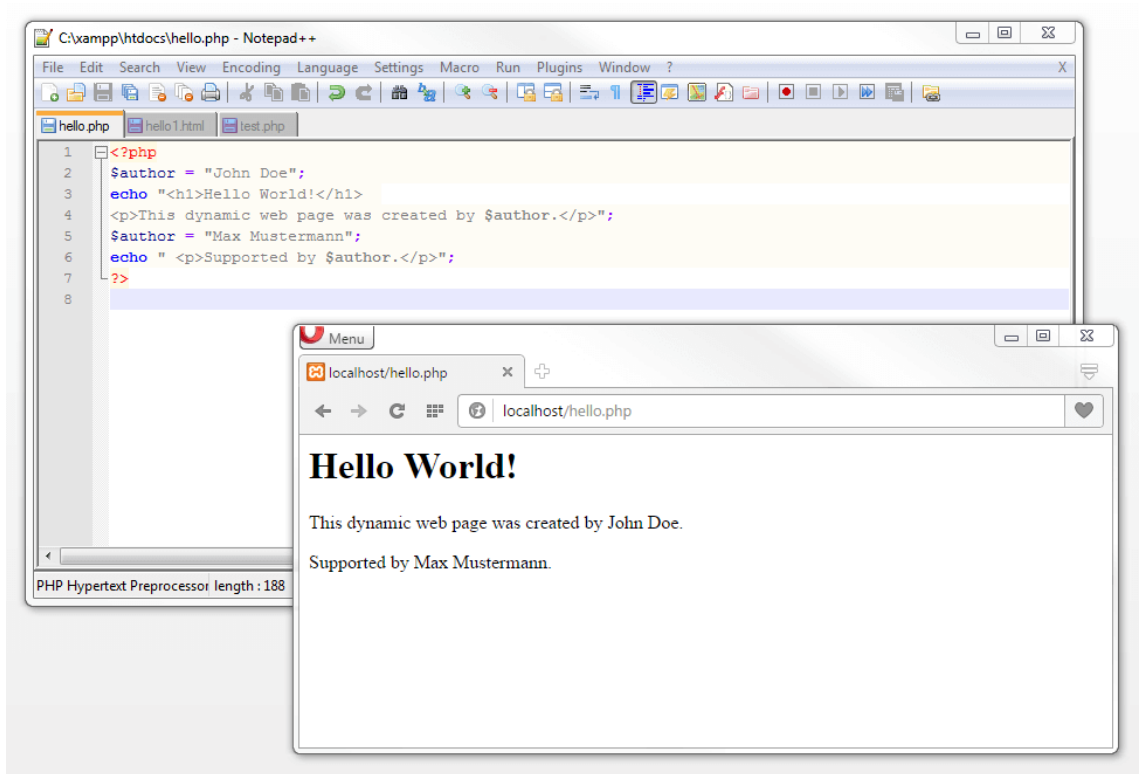 C:\xampp\htdocs\hello.php - Notepad++
File Edit Search View Encoding Language Settings Macro Run Plugins Window ? X
hello.php hello1.html test.php
1 <?php
2 $author = "John Doe";
3 echo "<h1>Hello World!</h1>
4 <p>This dynamic web page was created by $author.</p>";
5 $author = "Max Mustermann";
6 echo " <p>Supported by $author.</p>";
7 ?>
8
PHP Hypertext Preprocessor length : 188
Menu
localhost/hello.php
localhost/hello.php
Hello World!
This dynamic web page was created by John Doe.
Supported by Max Mustermann.